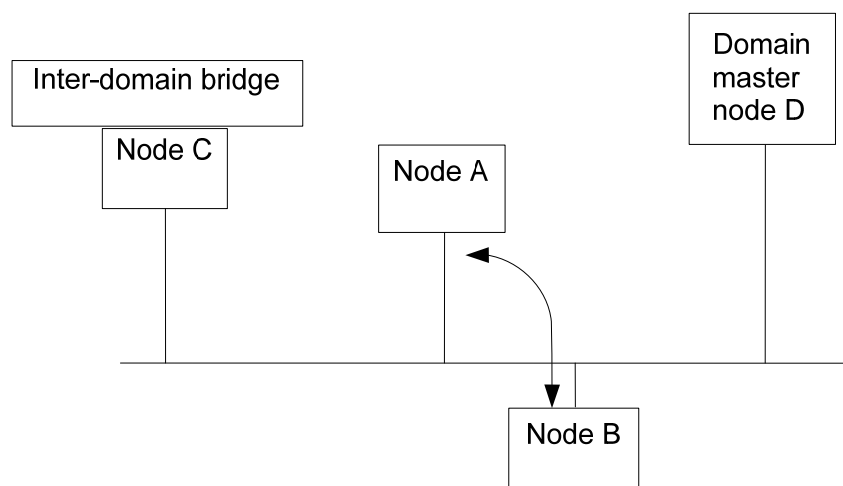 Inter-domain bridge
Node C
Node A
Domain
master
node D
Node B